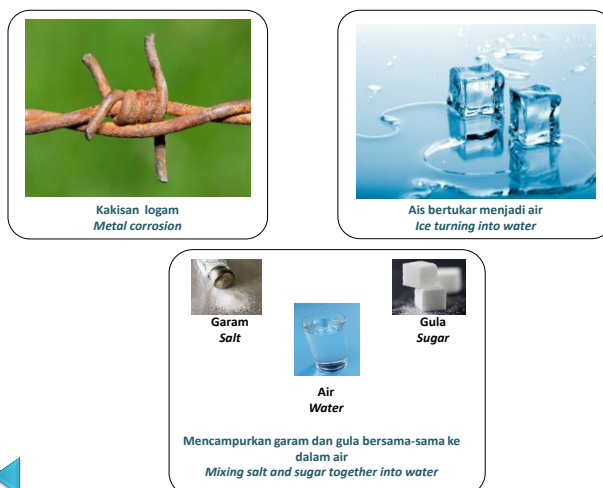 Kakisan logam
Metal corrosion
Ais bertukar menjadi air
Ice turning into water
Garam
Salt
Gula
Sugar
Air
Water
Mencampurkan garam dan gula bersama-sama ke
dalam air
Mixing salt and sugar together into water